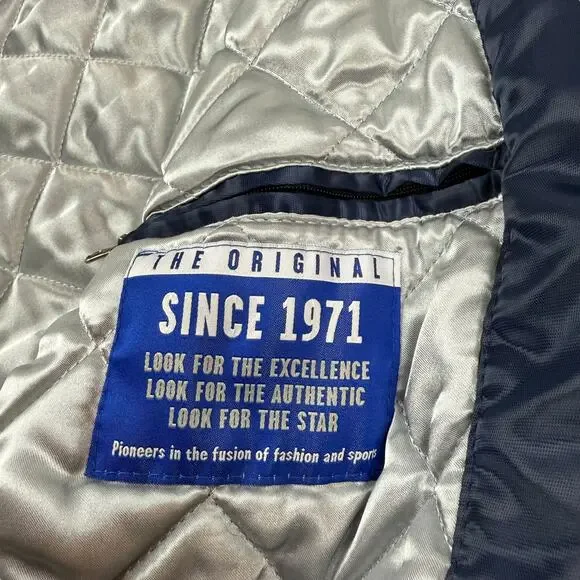 THE ORIGINAL
SINCE 1971
LOOK FOR THE EXCELLENCE
LOOK FOR THE AUTHENTIC
LOOK FOR THE STAR
Pioneers in the fusion of fashion and sports